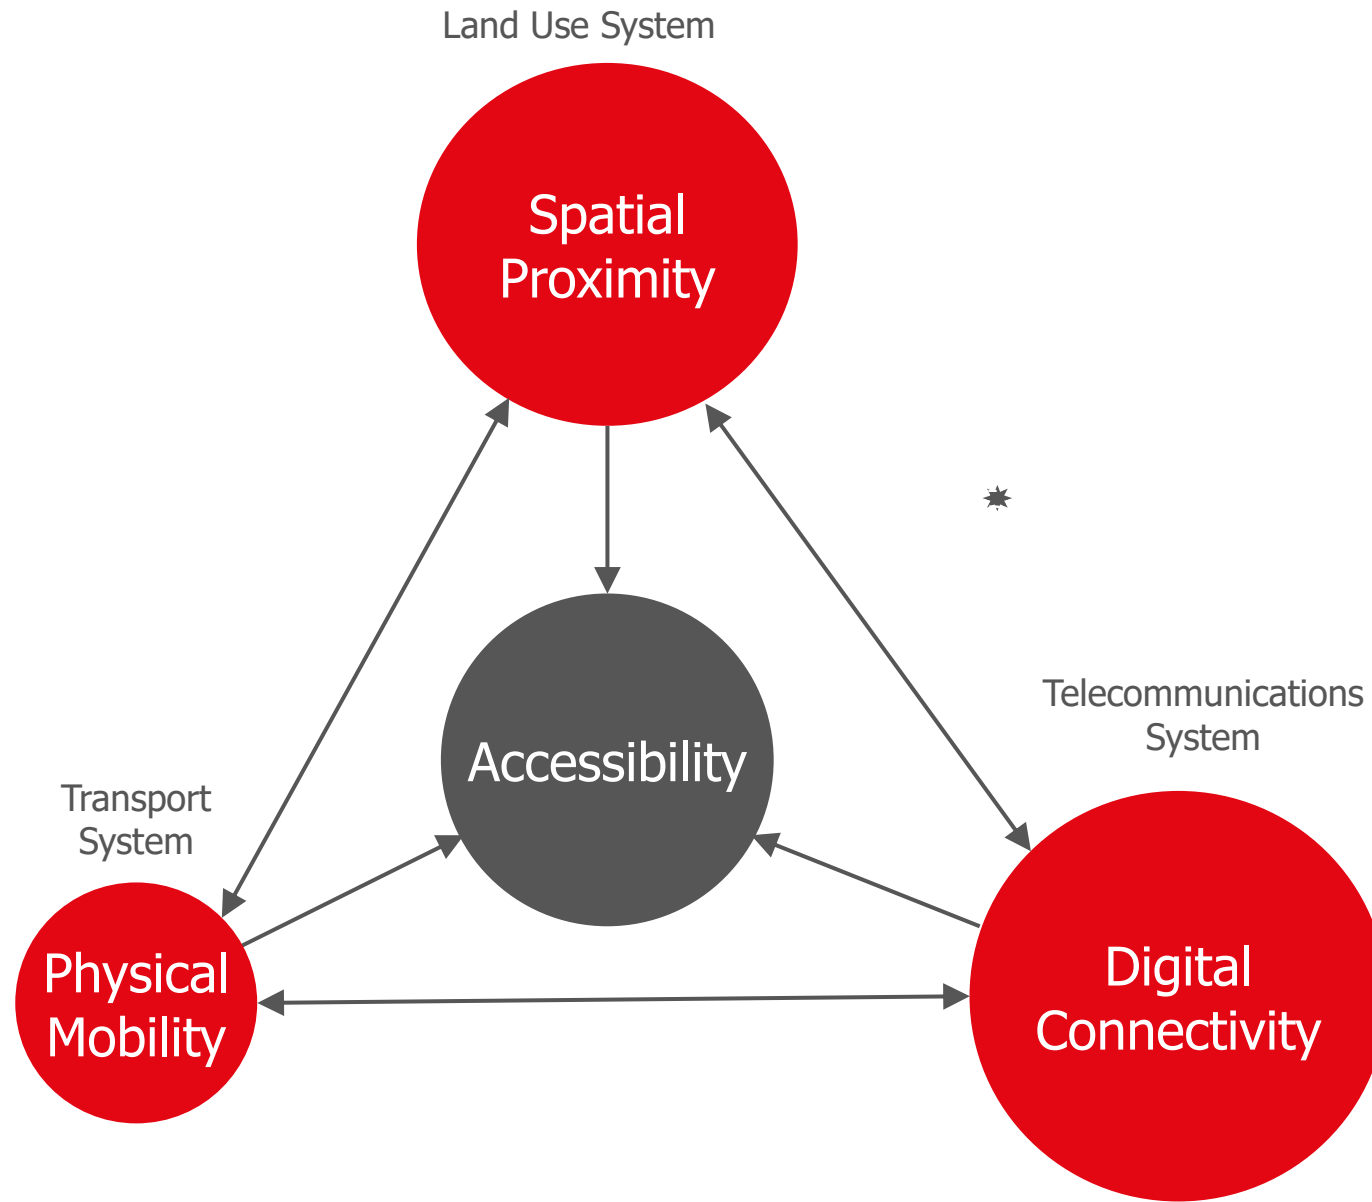 Land Use System
Spatial
Proximity
Accessibility
Telecommunications
System
Transport
System
Physical
Mobility
Digital
Connectivity